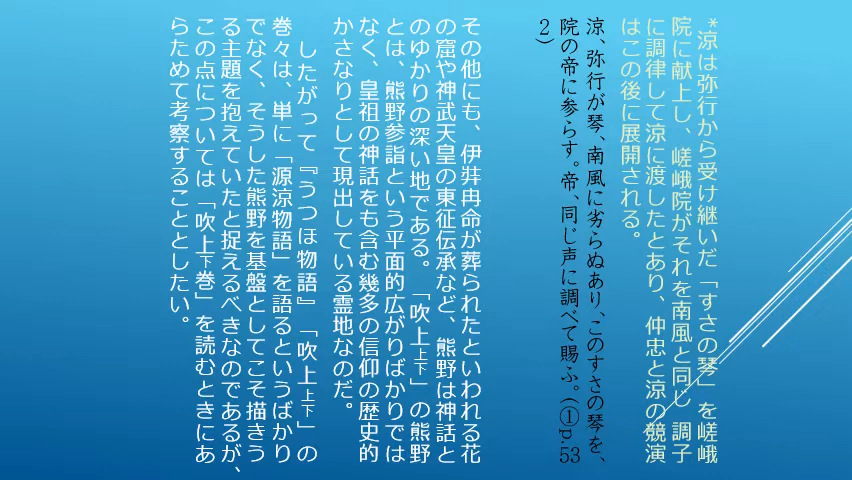 *涼は弥行から受け継いだ「すさの琴」を嵯峨
院に献上し、嵯峨院がそれを南風と同じ 調子
に調律して涼に渡したとあり、仲忠と涼の競演
はこの後に展開される。
涼、弥行が琴、南風に劣らぬあり、このすさの琴を、
院の帝に参らす。帝、同じ声に調べて賜ふ。(①p.53
2)
その他にも、伊弉冉命が葬られたといわれる花
の窟や神武天皇の東征伝承など、熊野は神話と
のゆかりの深い地である。「吹上上下」の熊野
とは、熊野参詣という平面的広がりばかりでは
なく、皇祖の神話をも含む幾多の信仰の歴史的
かさなりとして現出している霊地なのだ。
したがって『うつほ物語』「吹上上下」の
巻々は、単に「源涼物語」を語るというばかり
でなく、そうした熊野を基盤としてこそ描きう
る主題を抱えていたと捉えるべきなのであるが、
この点については「吹上下巻」を読むときにあ
らためて考察することとしたい。